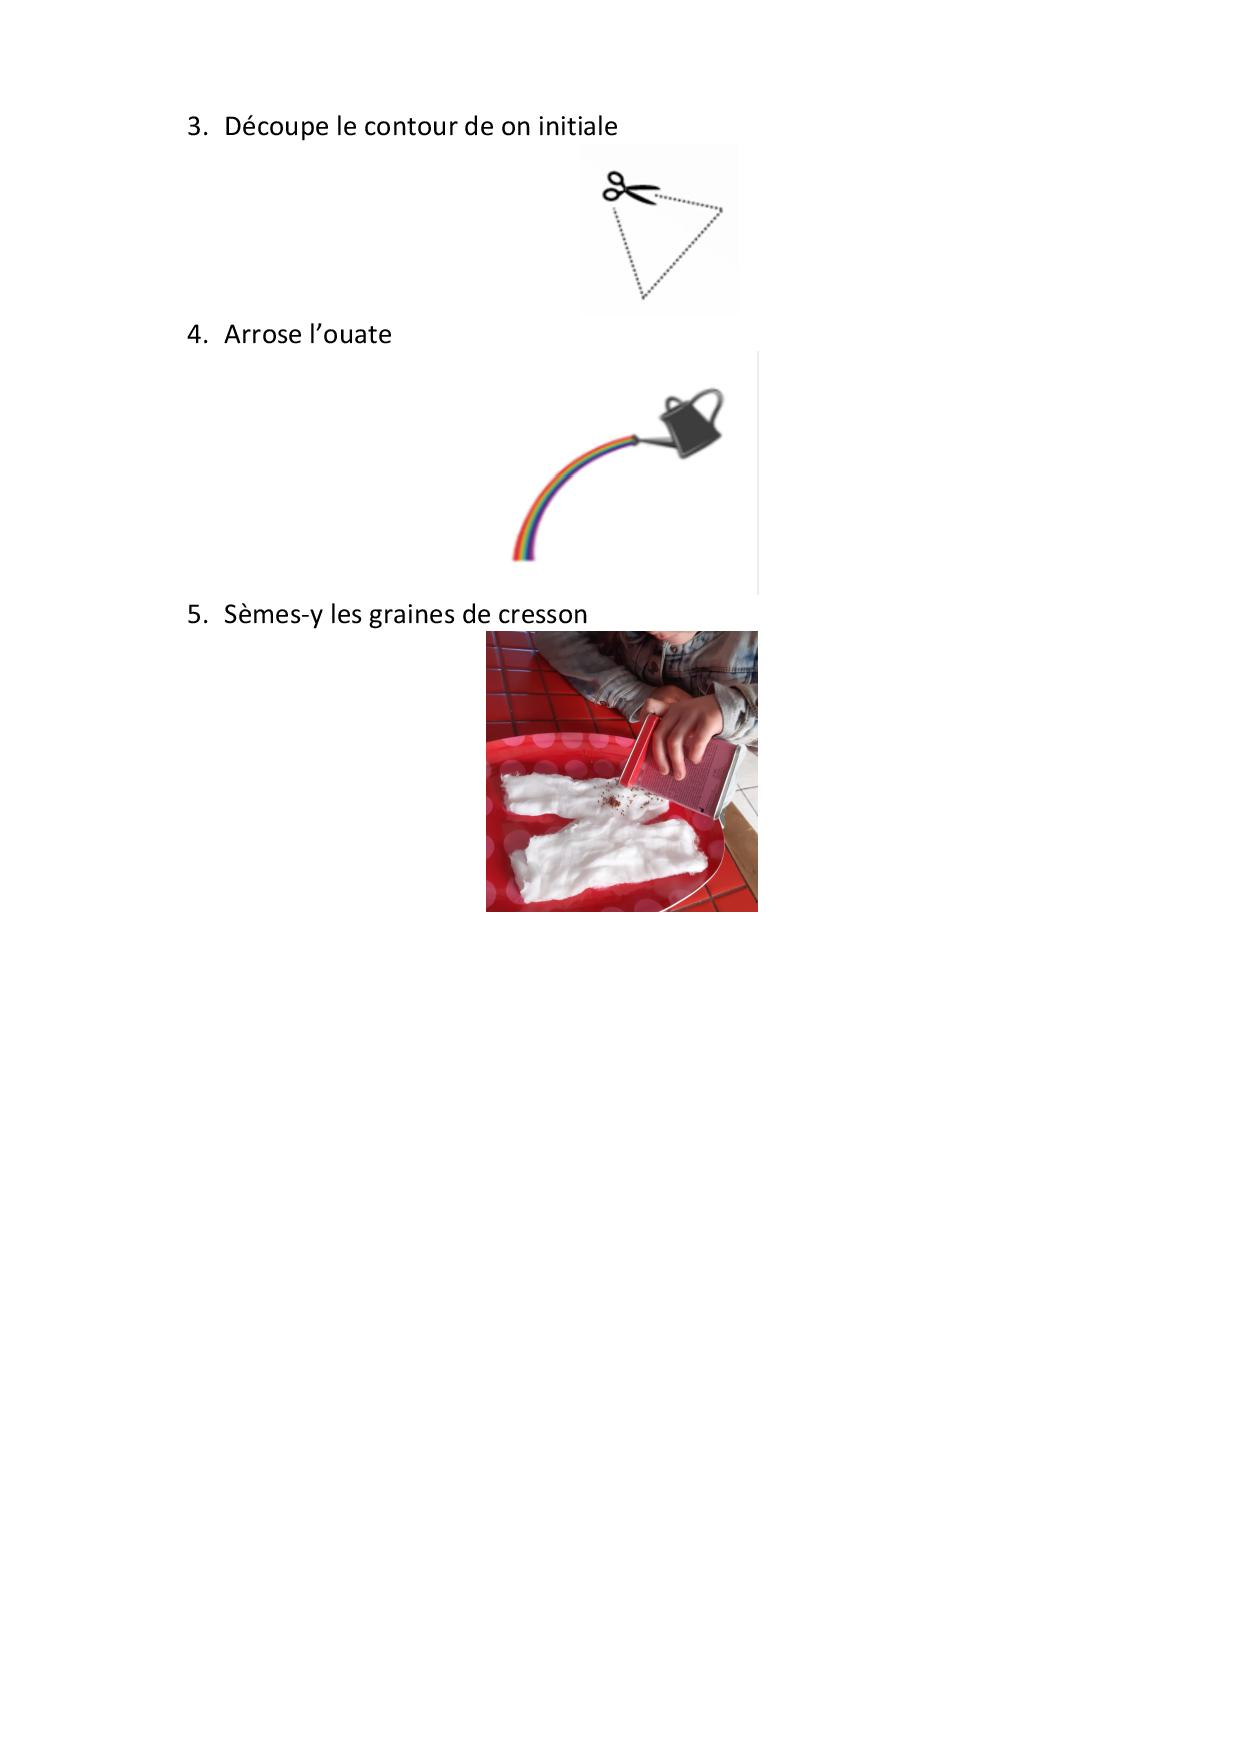 3. Découpe le contour de on initiale
4. Arrose l’ouate
5. Sèmes-y les graines de cresson